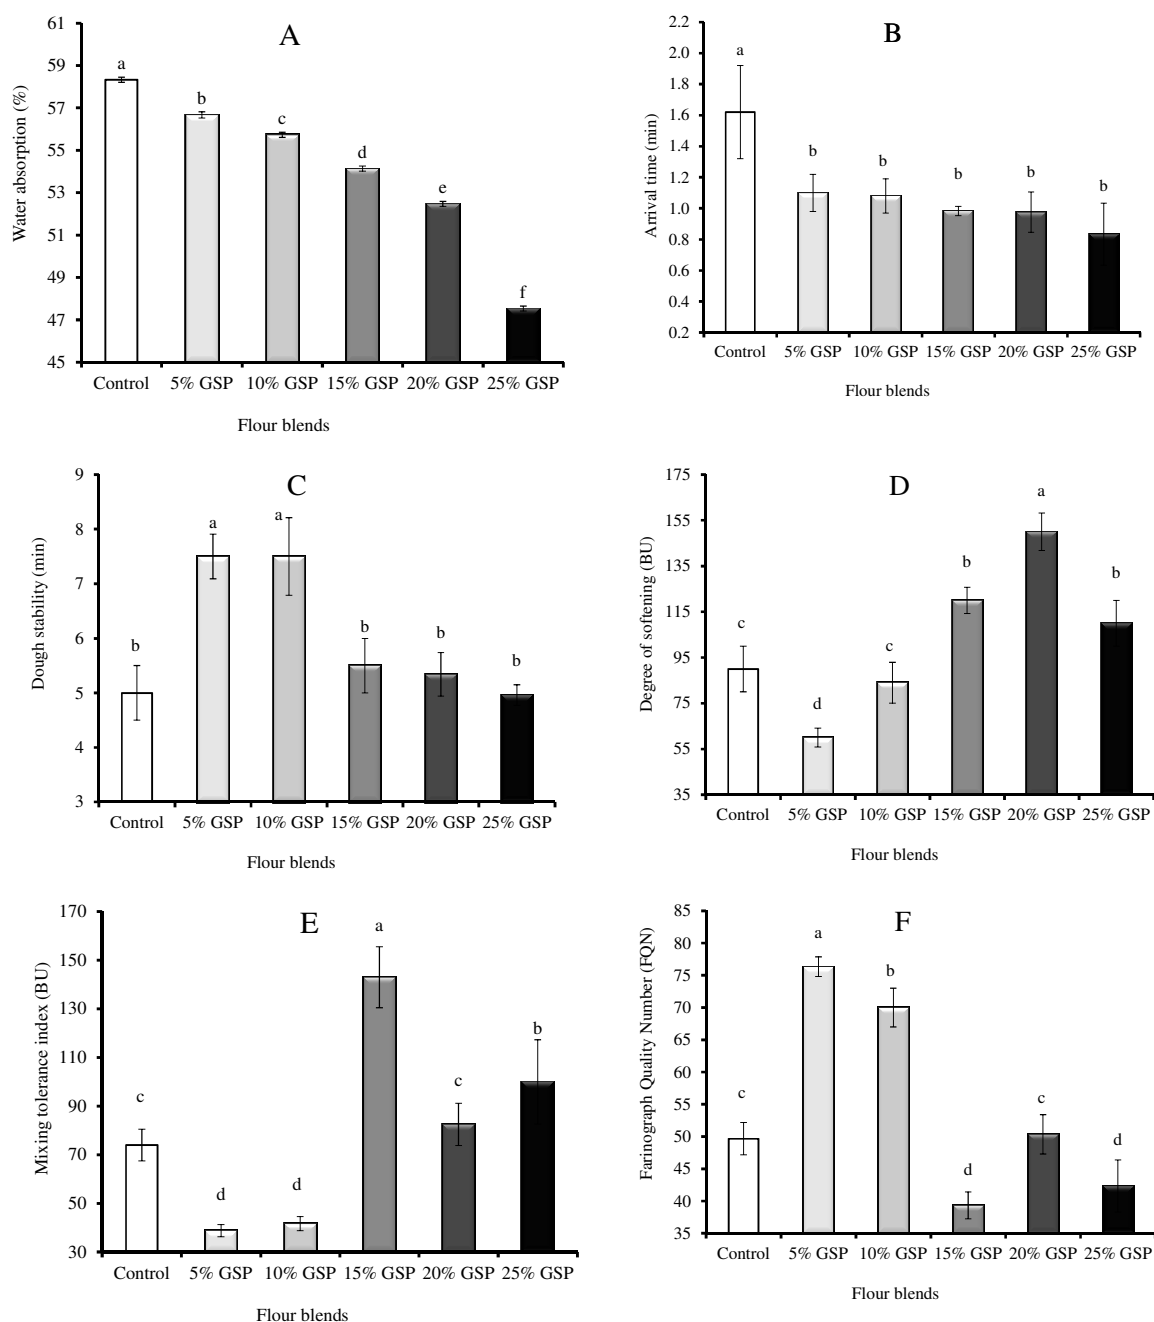 A
Water absorption (%)
61
59
57
55
53
51
49
47
45
a
b
c
d
e
f
Control 5% GSP 10% GSP 15% GSP 20% GSP 25% GSP
Flour blends
B
Arrival time (min)
2.2
2.0
1.8
1.6
1.4
1.2
1.0
0.8
0.6
0.4
0.2
a
b
b
b
b
b
Control 5% GSP 10% GSP 15% GSP 20% GSP 25% GSP
Flour blends
C
Dough stability (min)
9
8
7
6
5
4
3
b
a
a
b
b
b
Control 5% GSP 10% GSP 15% GSP 20% GSP 25% GSP
Flour blends
D
Degree of softening (BU)
175
155
135
115
95
75
55
35
c
d
c
b
a
b
Control 5% GSP 10% GSP 15% GSP 20% GSP 25% GSP
Flour blends
E
Mixing tolerance index (BU)
170
150
130
110
90
70
50
30
c
d
d
a
c
b
Control 5% GSP 10% GSP 15% GSP 20% GSP 25% GSP
Flour blends
F
Farinograph Quality Number (FQN)
85
80
75
70
65
60
55
50
45
40
35
c
a
b
d
c
d
Control 5% GSP 10% GSP 15% GSP 20% GSP 25% GSP
Flour blends